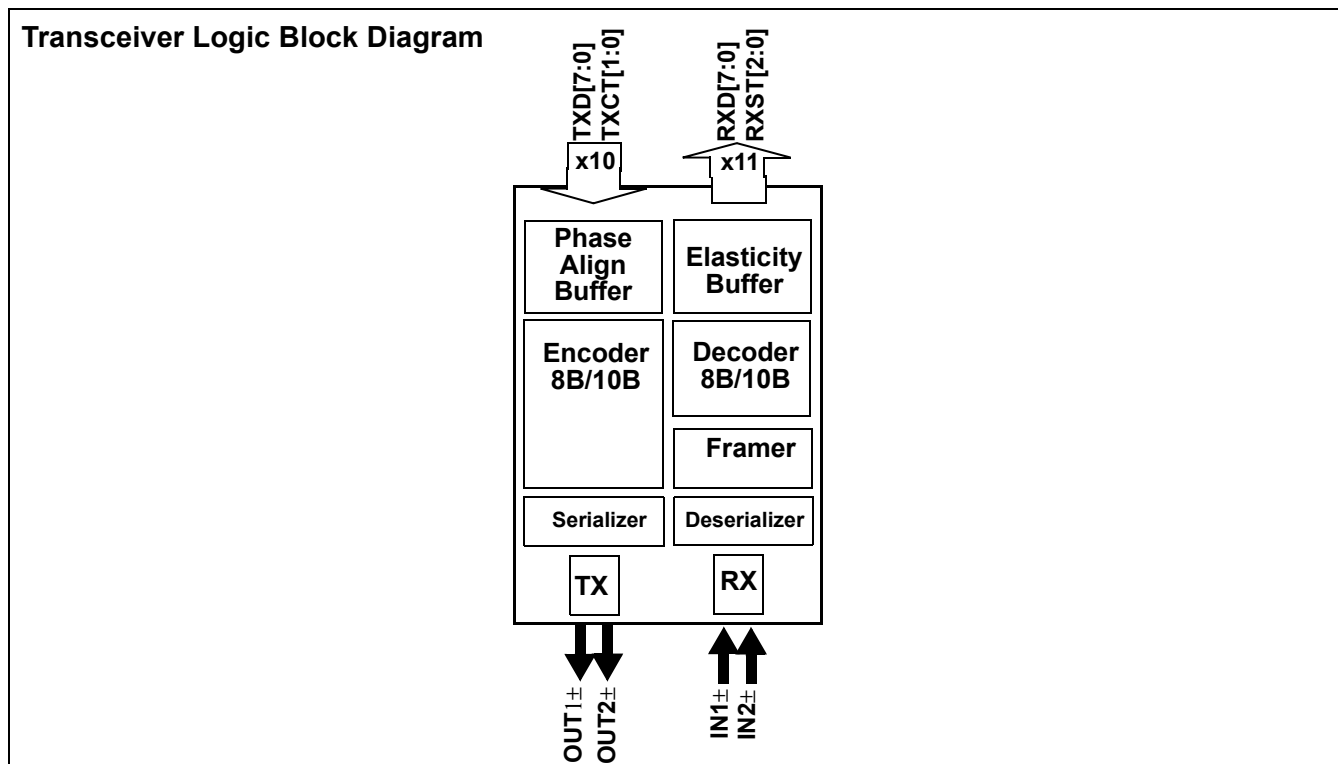 Transceiver Logic Block Diagram
TXD[7:0]
TXCT[1:0]
RXD[7:0]
RXST[2:0]
x10
x11
Phase
Align
Buffer
Elasticity
Buffer
Encoder
8B/10B
Decoder
8B/10B
Framer
Serializer
Deserializer
TX
RX
OUT1±
OUT2±
IN1±
IN2±